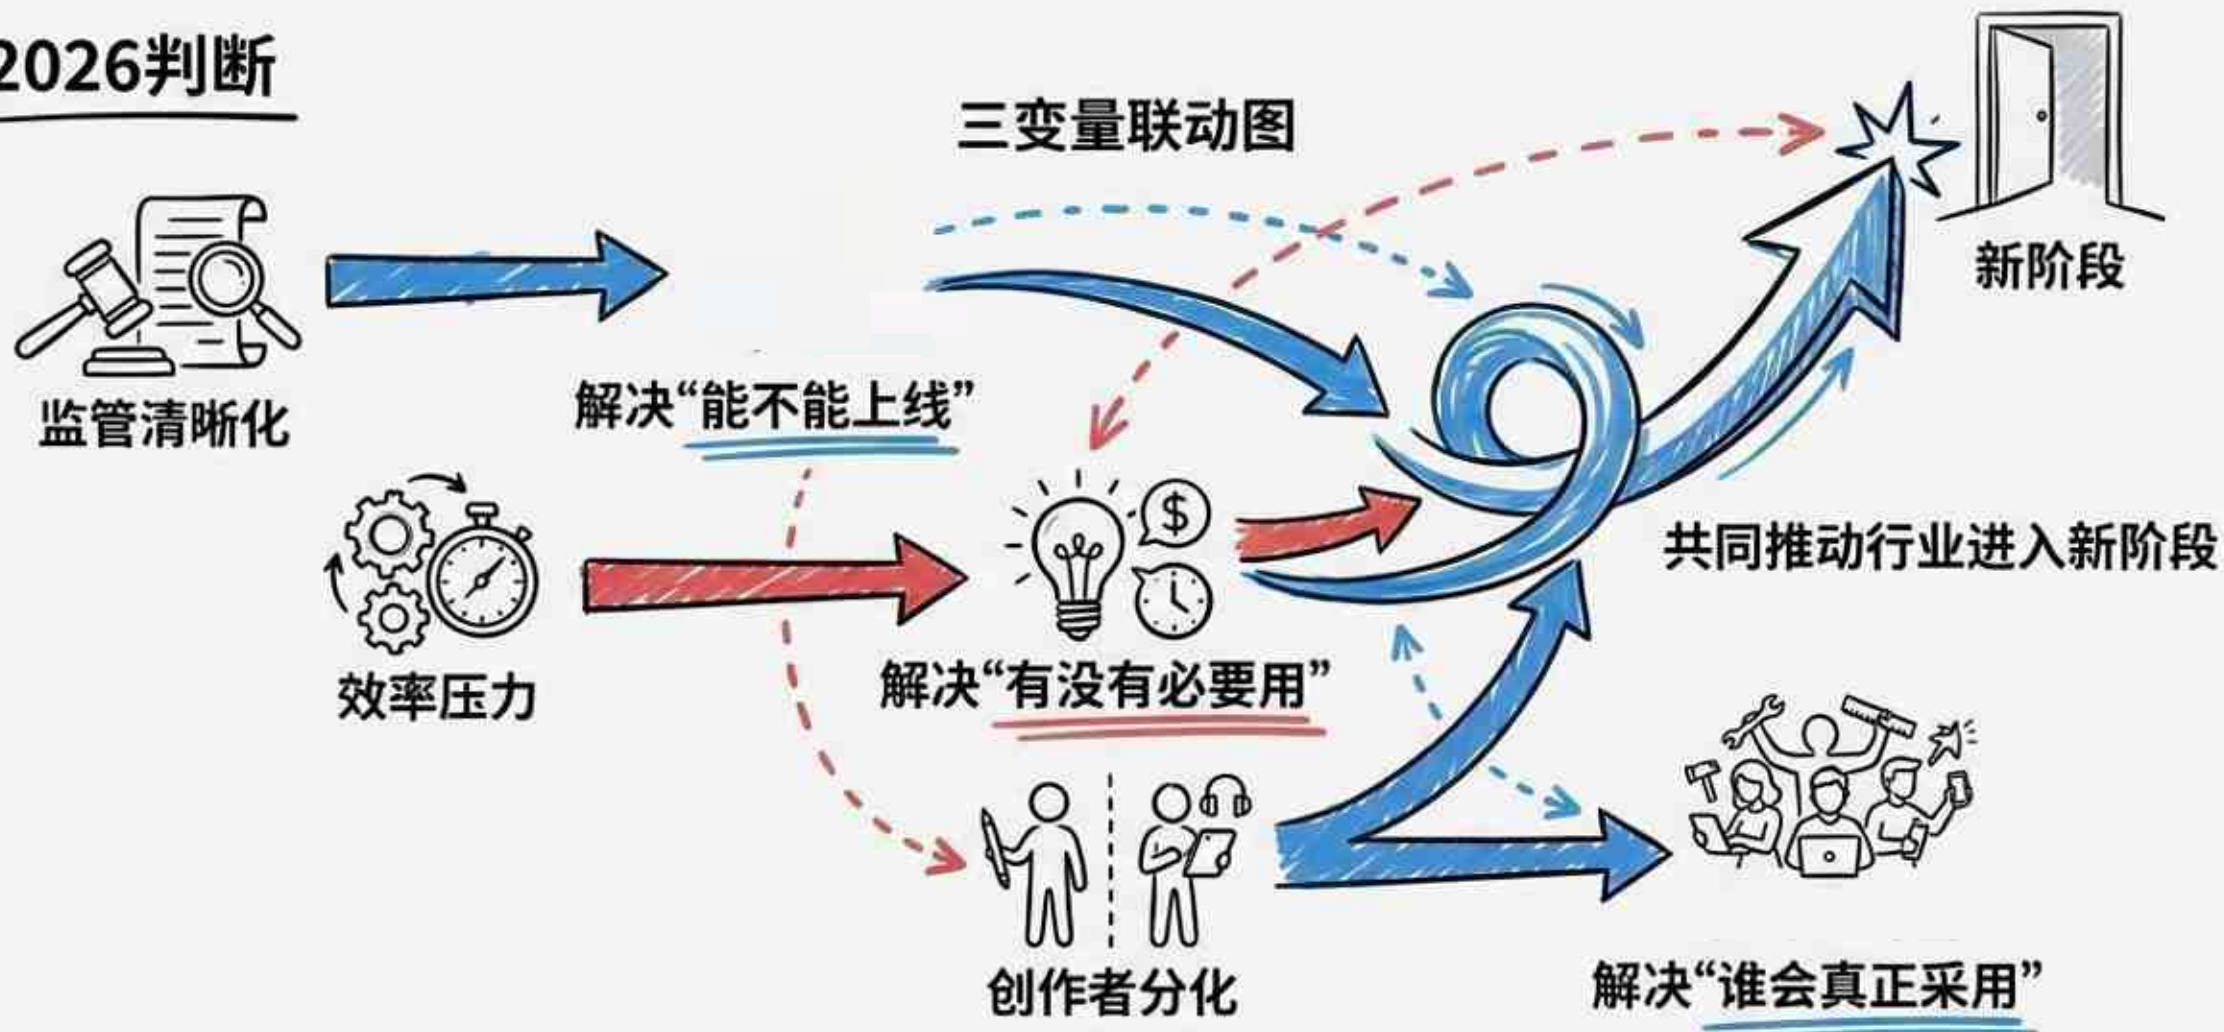 2026判断
三变量联动图
新阶段
监管清晰化
解决“能不能上线”
$
共同推动行业进入新阶段
效率压力
解决“有没有必要用”
创作者分化
解决“谁会真正采用”